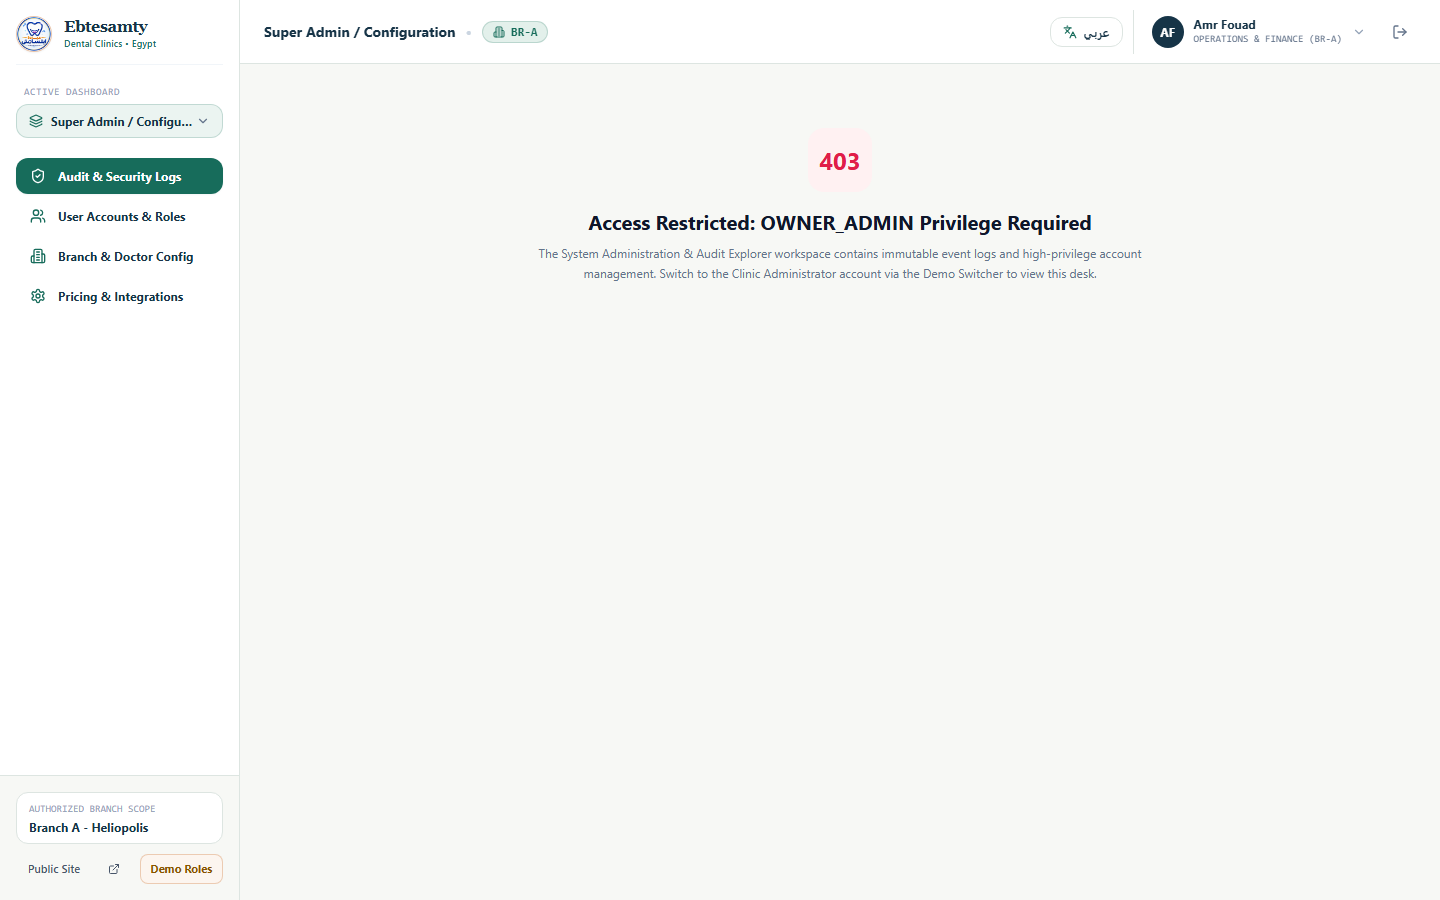 Ebtesamty
Dental Clinics • Egypt
ACTIVE DASHBOARD
Super Admin / Configu...
Audit & Security Logs
User Accounts & Roles
Branch & Doctor Config
Pricing & Integrations
AUTHORIZED BRANCH SCOPE
Branch A - Heliopolis
Public Site
Demo Roles
Super Admin / Configuration
BR-A
عربي
AF
Amr Fouad
OPERATIONS & FINANCE (BR-A)
403
Access Restricted: OWNER_ADMIN Privilege Required
The System Administration & Audit Explorer workspace contains immutable event logs and high-privilege account
management. Switch to the Clinic Administrator account via the Demo Switcher to view this desk.